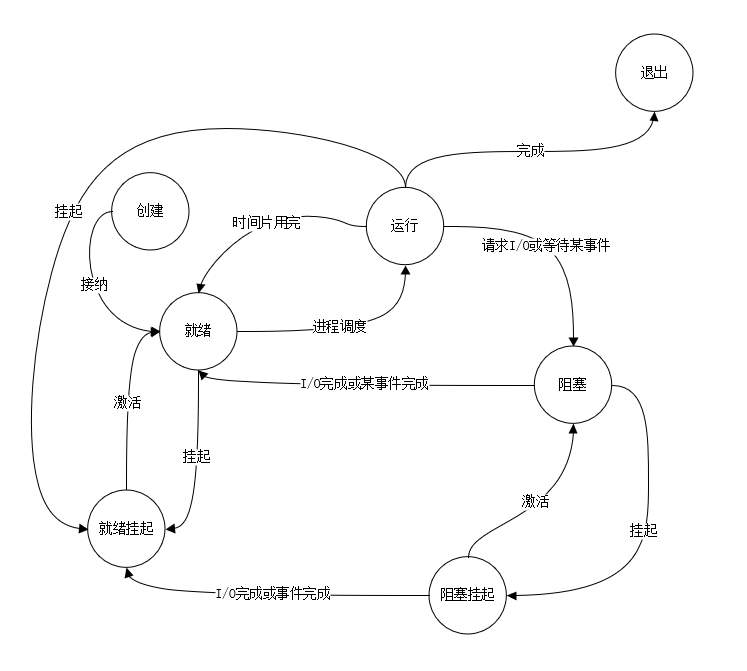 退出
完成
挂起
创建
时间片用完
运行
请求I/O或等待某事件
接纳
就绪
进程调度
I/O完成或某事件完成
阻塞
激活
挂起
激活
就绪挂起
挂起
I/O完成或事件完成
阻塞挂起